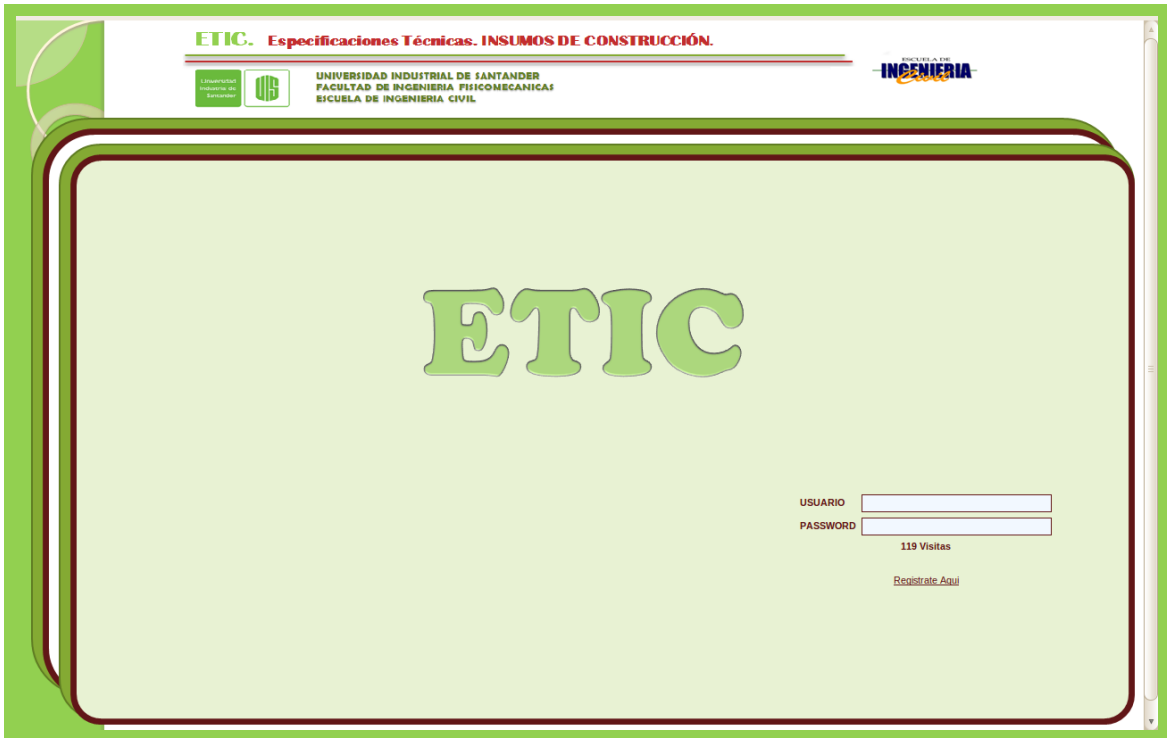 ETIC. Especificaciones Técnicas. INSUMOS DE CONSTRUCCIÓN.
ESCUELA DE
INGENIERIA
Civil
Universidad
Industrial de
Santander
UIS
UNIVERSIDAD INDUSTRIAL DE SANTANDER
FACULTAD DE INGENIERIA FISICOMECANICAS
ESCUELA DE INGENIERIA CIVIL
ETIC
USUARIO
PASSWORD
119 Visitas
Registrate Aqui